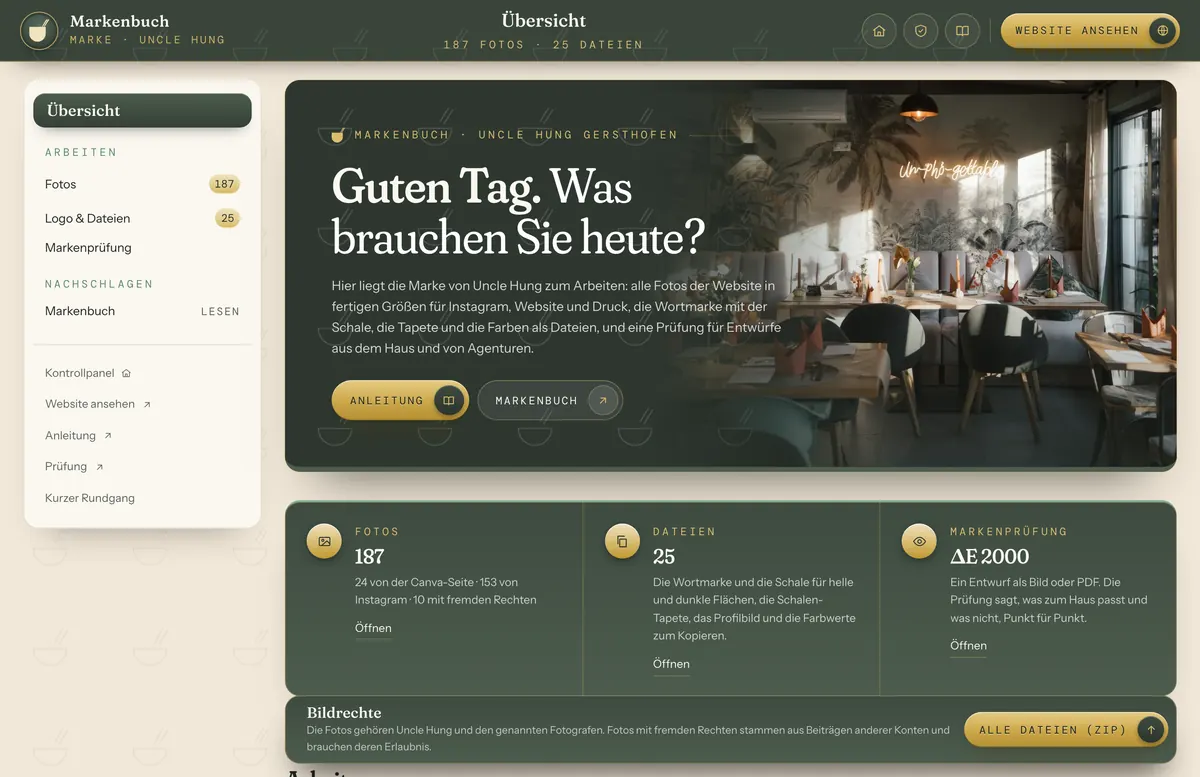 Markenbuch
MARKE · UNCLE HUNG
Übersicht
187 FOTOS · 25 DATEIEN
WEBSITE ANSEHEN
Übersicht
ARBEITEN
Fotos 187
Logo & Dateien 25
Markenprüfung
NACHSCHLAGEN
Markenbuch LESEN
Kontrollpanel
Website ansehen ↗
Anleitung ↗
Prüfung ↗
Kurzer Rundgang
MARKENBUCH · UNCLE HUNG GERSTHOFEN
Guten Tag. Was
brauchen Sie heute?
Hier liegt die Marke von Uncle Hung zum Arbeiten: alle Fotos der Website in
fertigen Größen für Instagram, Website und Druck, die Wortmarke mit der
Schale, die Tapete und die Farben als Dateien, und eine Prüfung für Entwürfe
aus dem Haus und von Agenturen.
ANLEITUNG
MARKENBUCH ↗
Un-phở-gettable
FOTOS
187
24 von der Canva-Seite · 153 von
Instagram · 10 mit fremden Rechten
Öffnen
DATEIEN
25
Die Wortmarke und die Schale für helle
und dunkle Flächen, die Schalen-
Tapete, das Profilbild und die Farbwerte
zum Kopieren.
Öffnen
MARKENPRÜFUNG
ΔE 2000
Ein Entwurf als Bild oder PDF. Die
Prüfung sagt, was zum Haus passt und
was nicht, Punkt für Punkt.
Öffnen
Bildrechte
Die Fotos gehören Uncle Hung und den genannten Fotografen. Fotos mit fremden Rechten stammen aus Beiträgen anderer Konten und
brauchen deren Erlaubnis.
ALLE DATEIEN (ZIP) ↑